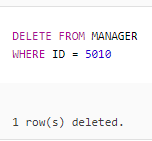 DELETE FROM MANAGER
WHERE ID = 5010
1 row(s) deleted.